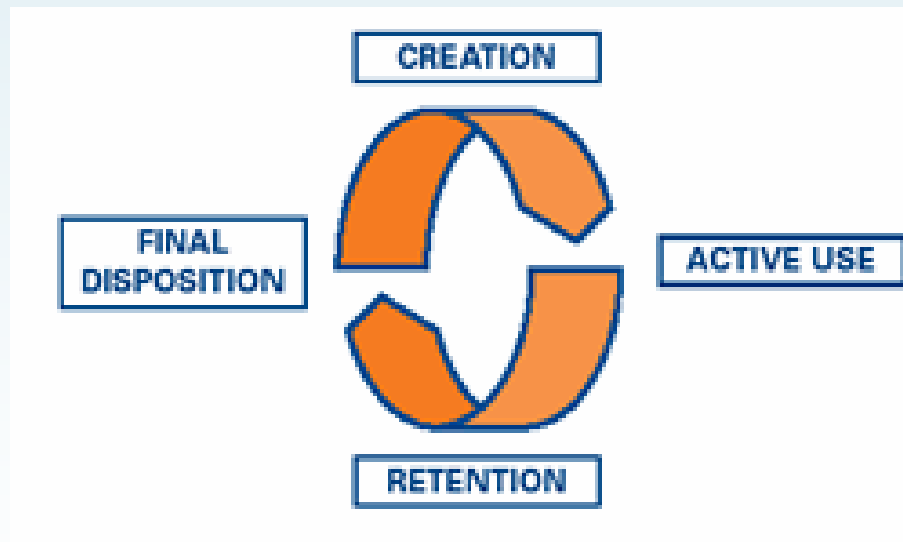 CREATION
FINAL
DISPOSITION
ACTIVE USE
RETENTION